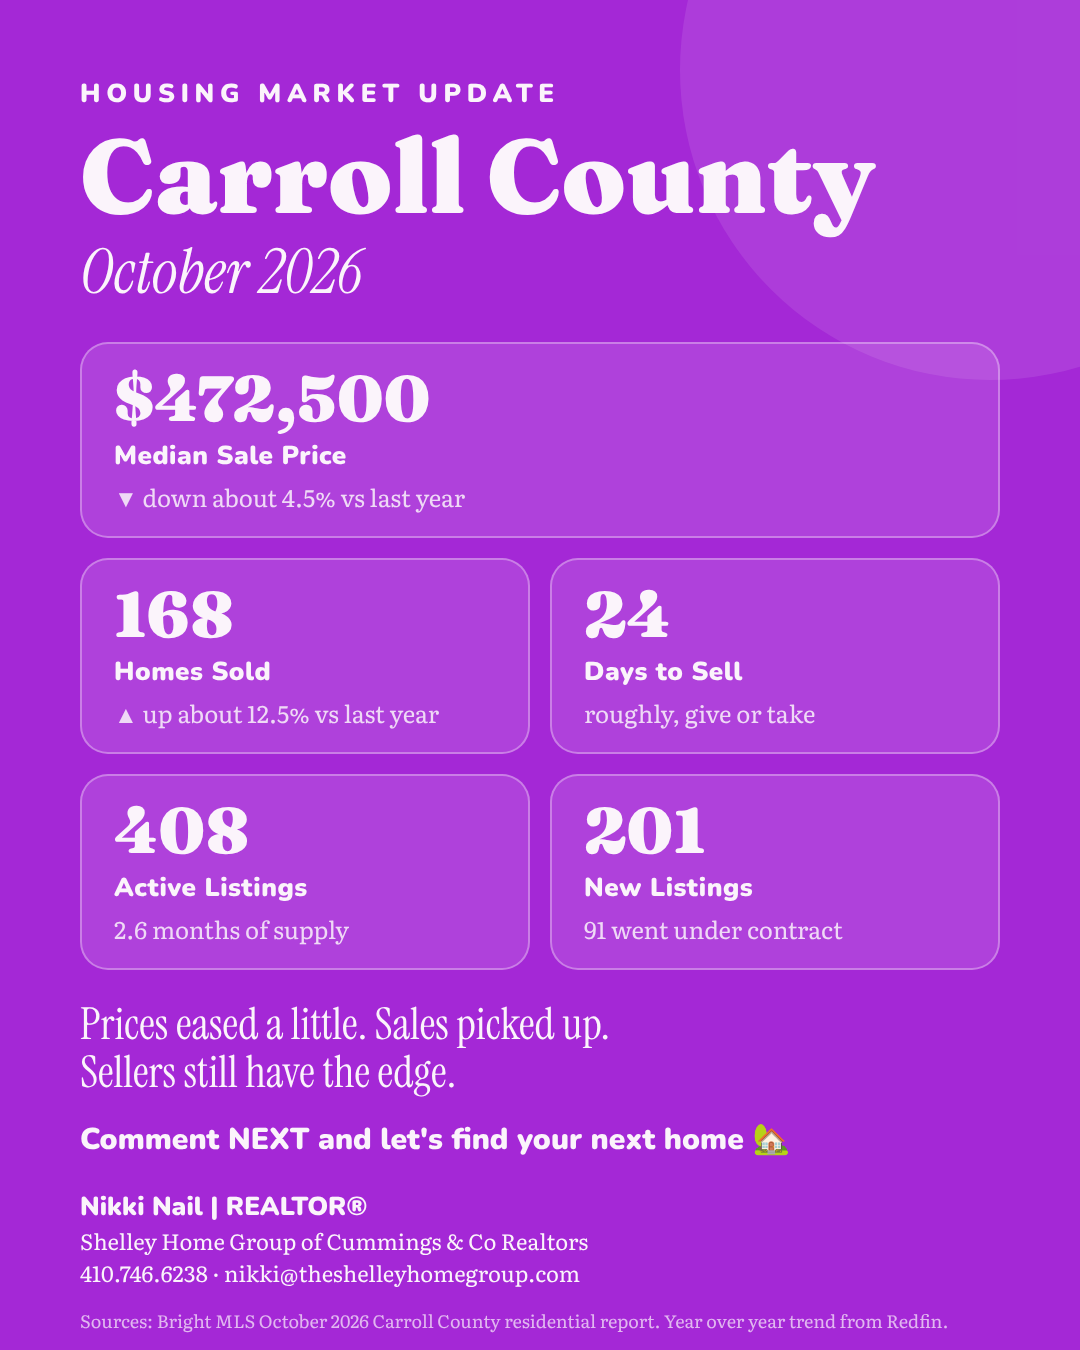 HOUSING MARKET UPDATE
Carroll County
October 2026
$472,500
Median Sale Price
▼ down about 4.5% vs last year
168
Homes Sold
▲ up about 12.5% vs last year
24
Days to Sell
roughly, give or take
408
Active Listings
2.6 months of supply
201
New Listings
91 went under contract
Prices eased a little. Sales picked up.
Sellers still have the edge.
Comment NEXT and let's find your next home 🏡
Nikki Nail | REALTOR®
Shelley Home Group of Cummings & Co Realtors
410.746.6238 · nikki@theshelleyhomegroup.com
Sources: Bright MLS October 2026 Carroll County residential report. Year over year trend from Redfin.